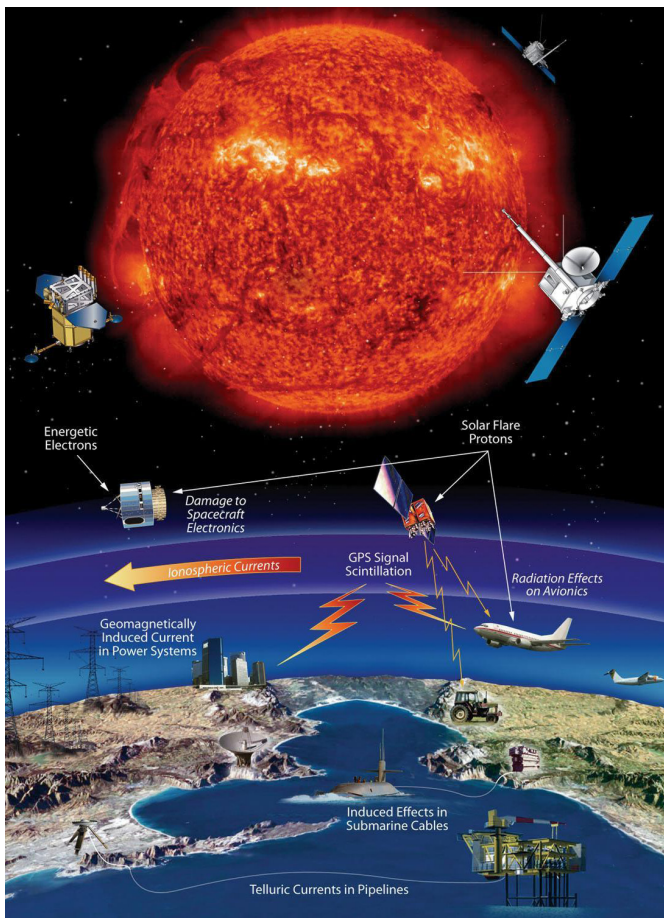 Energetic
Electrons
Solar Flare
Protons
Damage to
Spacecraft
Electronics
Ionospheric Currents
GPS Signal
Scintillation
Radiation Effects
on Avionics
Geomagnetically
Induced Current
in Power Systems
Induced Effects in
Submarine Cables
Telluric Currents in Pipelines